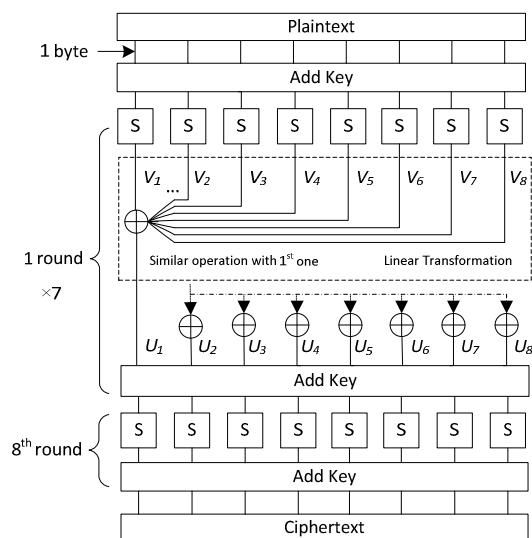 Plaintext
1 byte
Add Key
S S S S S S S S
V1 V2 V3 V4 V5 V6 V7 V8
...
1 round
×7
Similar operation with 1st one Linear Transformation
U1 U2 U3 U4 U5 U6 U7 U8
Add Key
S S S S S S S S
8th round
Add Key
Ciphertext